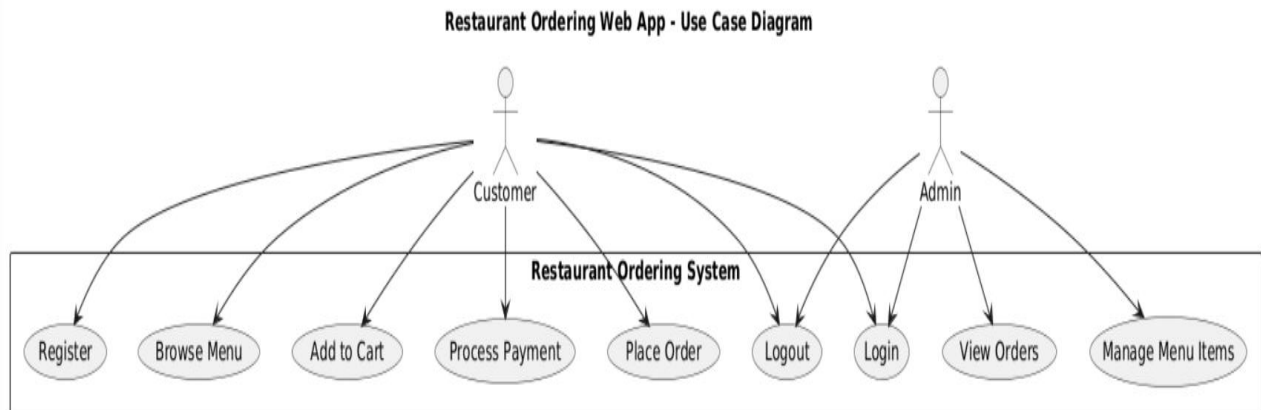 Restaurant Ordering Web App - Use Case Diagram
Customer
Admin
Restaurant Ordering System
Register
Browse Menu
Add to Cart
Process Payment
Place Order
Logout
Login
View Orders
Manage Menu Items